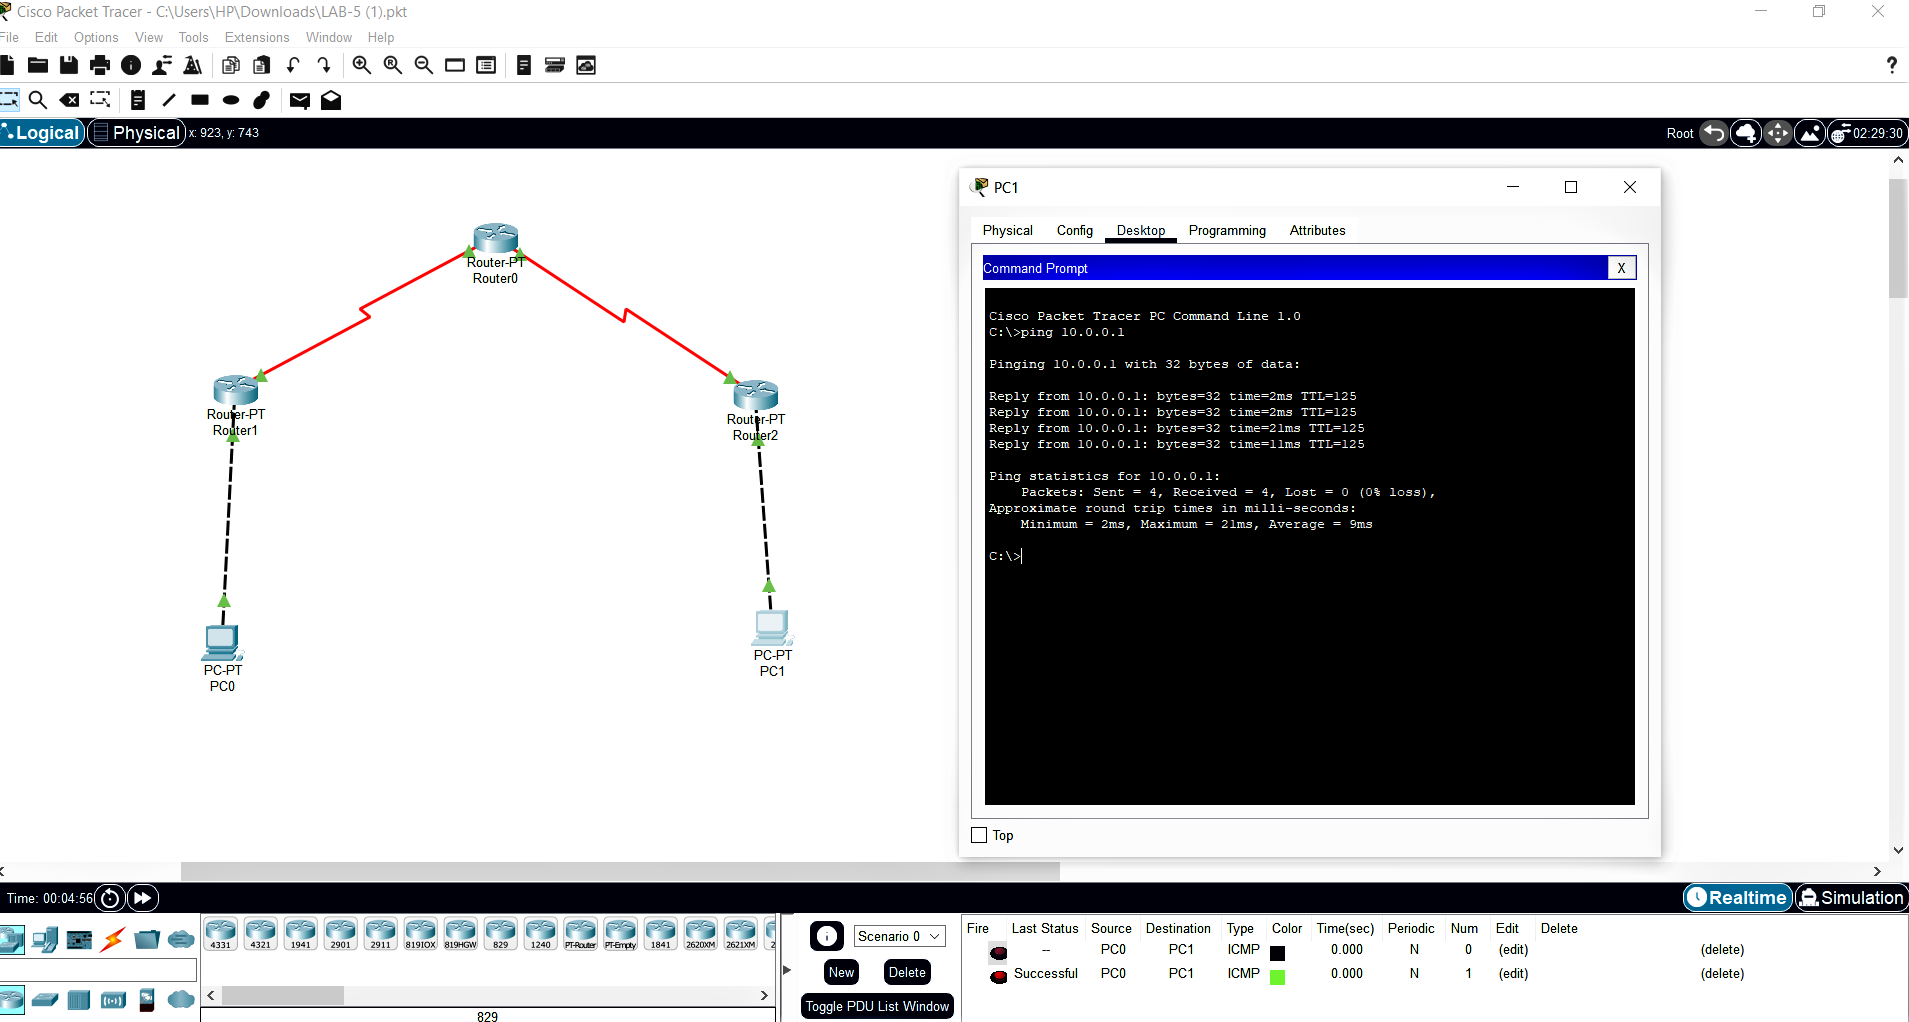 Cisco Packet Tracer - C:\Users\HP\Downloads\LAB-5 (1).pkt
File Edit Options View Tools Extensions Window Help
?
Logical Physical x: 923, y: 743 Root 02:29:30
PC1
Physical Config Desktop Programming Attributes
Command Prompt X
Cisco Packet Tracer PC Command Line 1.0
C:\>ping 10.0.0.1
Pinging 10.0.0.1 with 32 bytes of data:
Reply from 10.0.0.1: bytes=32 time=2ms TTL=125
Reply from 10.0.0.1: bytes=32 time=2ms TTL=125
Reply from 10.0.0.1: bytes=32 time=21ms TTL=125
Reply from 10.0.0.1: bytes=32 time=11ms TTL=125
Ping statistics for 10.0.0.1:
Packets: Sent = 4, Received = 4, Lost = 0 (0% loss),
Approximate round trip times in milli-seconds:
Minimum = 2ms, Maximum = 21ms, Average = 9ms
C:\>
Top
Router-PT
Router0
Router-PT
Router1
Router-PT
Router2
PC-PT
PC0
PC-PT
PC1
Time: 00:04:56 Realtime Simulation
4331 4321 1941 2901 2911 819IOX 819HGW 829 1240 PT-Router PT-Empty 1841 2620XM 2621XM 2
829
Scenario 0
New Delete
Toggle PDU List Window
Fire Last Status Source Destination Type Color Time(sec) Periodic Num Edit Delete
-- PC0 PC1 ICMP 0.000 N 0 (edit) (delete)
Successful PC0 PC1 ICMP 0.000 N 1 (edit) (delete)